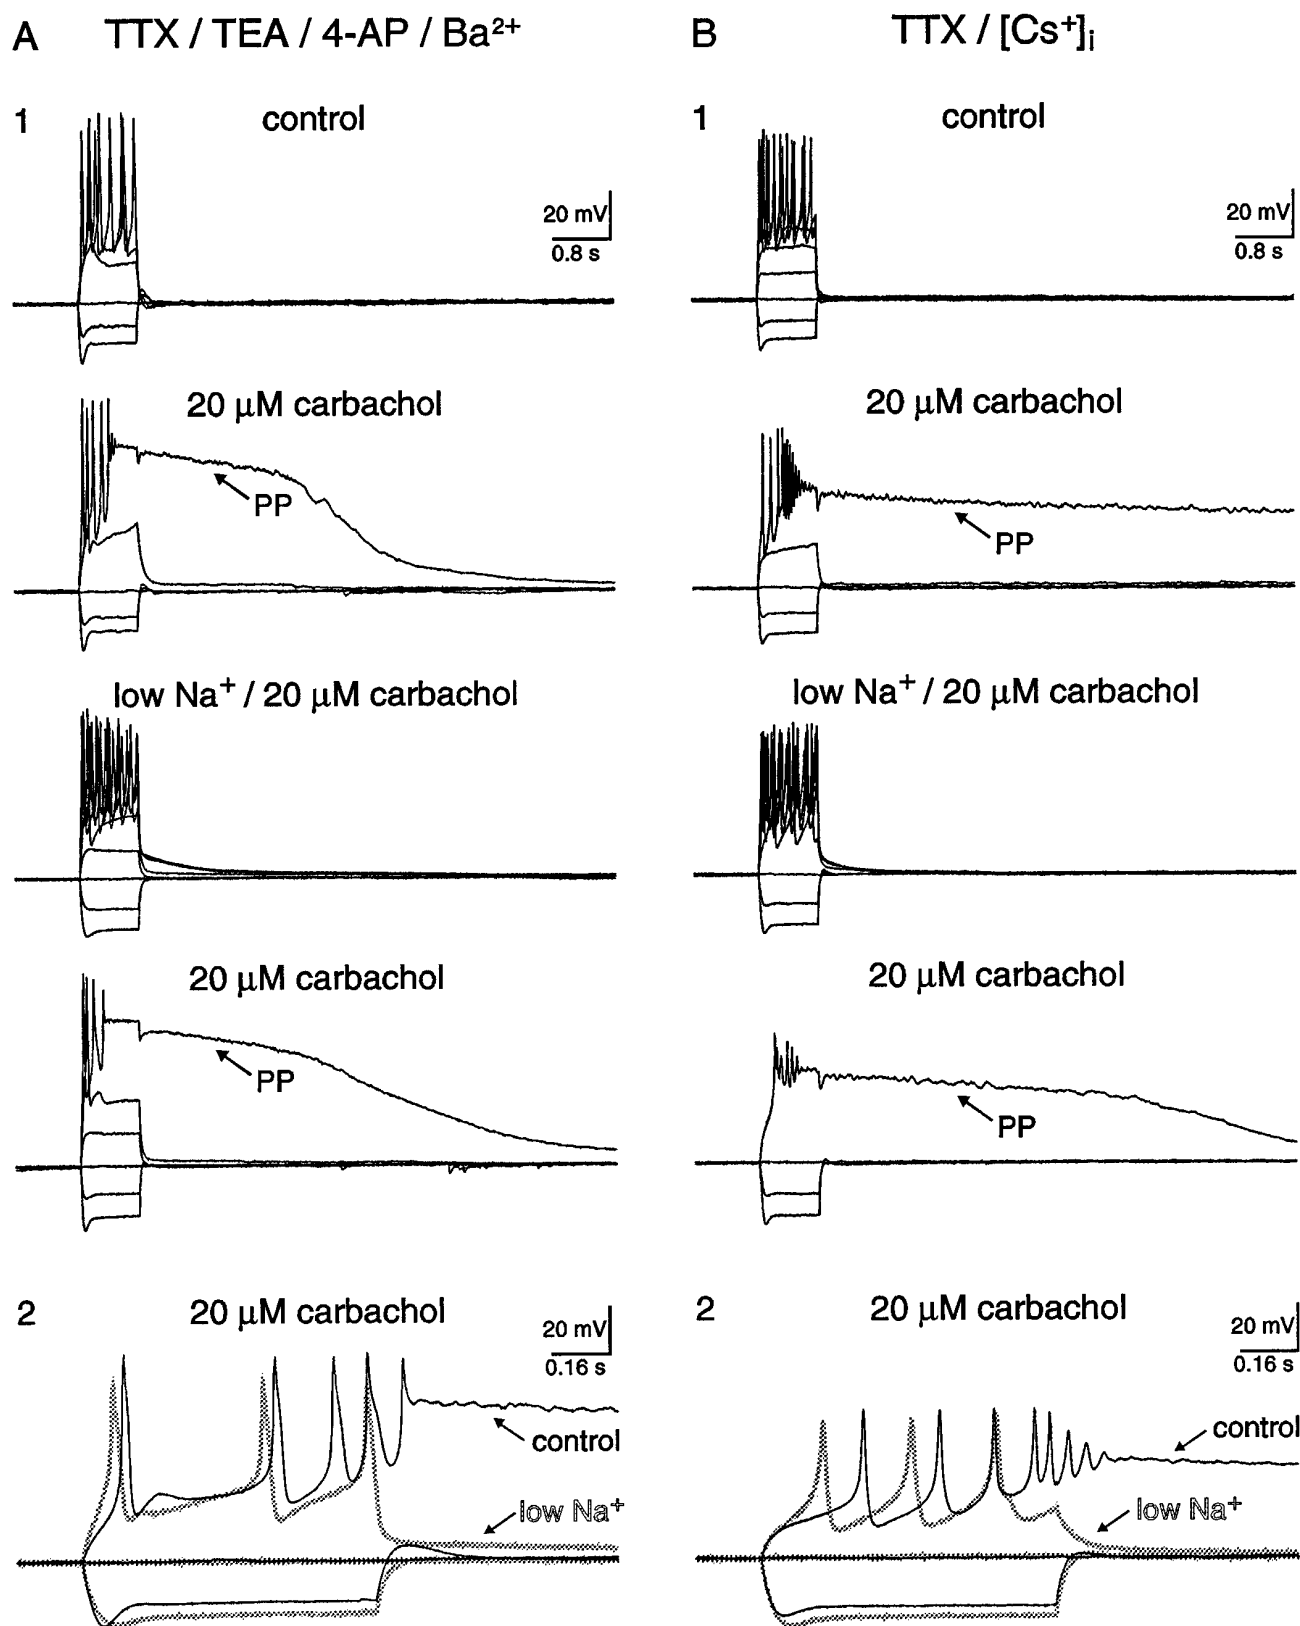 A TTX / TEA / 4-AP / Ba²⁺
1 control
20 mV
0.8 s
20 μM carbachol
PP
low Na⁺ / 20 μM carbachol
20 μM carbachol
PP
2 20 μM carbachol
20 mV
0.16 s
control
low Na⁺
B TTX / [Cs⁺]ᵢ
1 control
20 mV
0.8 s
20 μM carbachol
PP
low Na⁺ / 20 μM carbachol
20 μM carbachol
PP
2 20 μM carbachol
20 mV
0.16 s
control
low Na⁺